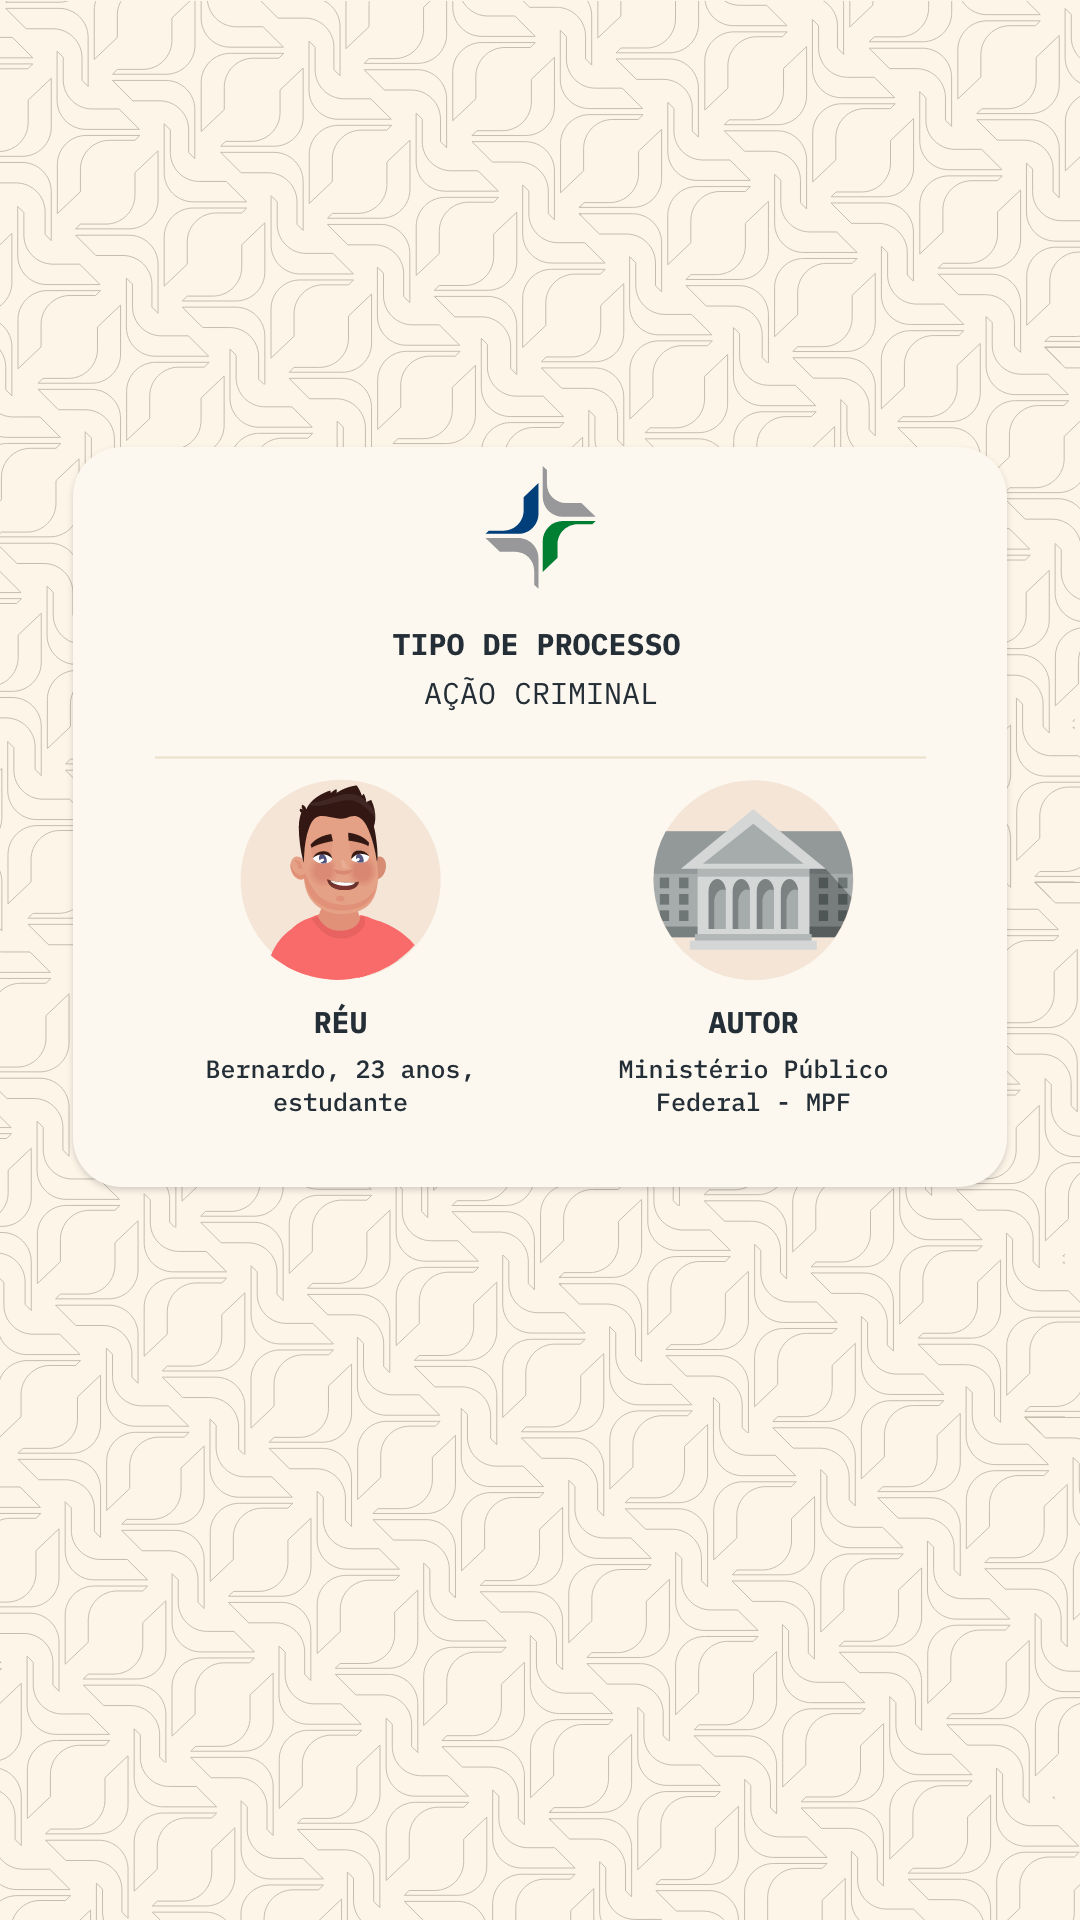 TIPO DE PROCESSO
AÇÃO CRIMINAL
RÉU
Bernardo, 23 anos,
estudante
AUTOR
Ministério Público
Federal - MPF